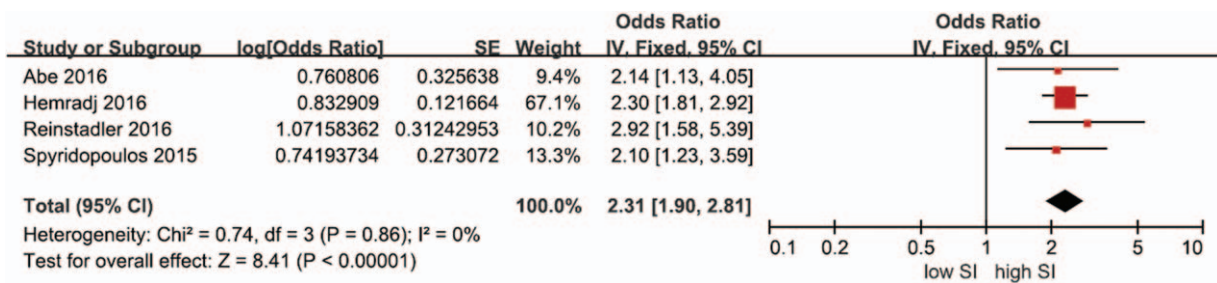 Odds Ratio Odds Ratio
Study or Subgroup log[Odds Ratio] SE Weight IV, Fixed, 95% CI IV, Fixed, 95% CI
Abe 2016 0.760806 0.325638 9.4% 2.14 [1.13, 4.05]
Hemradj 2016 0.832909 0.121664 67.1% 2.30 [1.81, 2.92]
Reinstadler 2016 1.07158362 0.31242953 10.2% 2.92 [1.58, 5.39]
Spyridopoulos 2015 0.74193734 0.273072 13.3% 2.10 [1.23, 3.59]
Total (95% CI) 100.0% 2.31 [1.90, 2.81]
Heterogeneity: Chi² = 0.74, df = 3 (P = 0.86); I² = 0%
Test for overall effect: Z = 8.41 (P < 0.00001)
0.1 0.2 0.5 1 2 5 10
low SI high SI